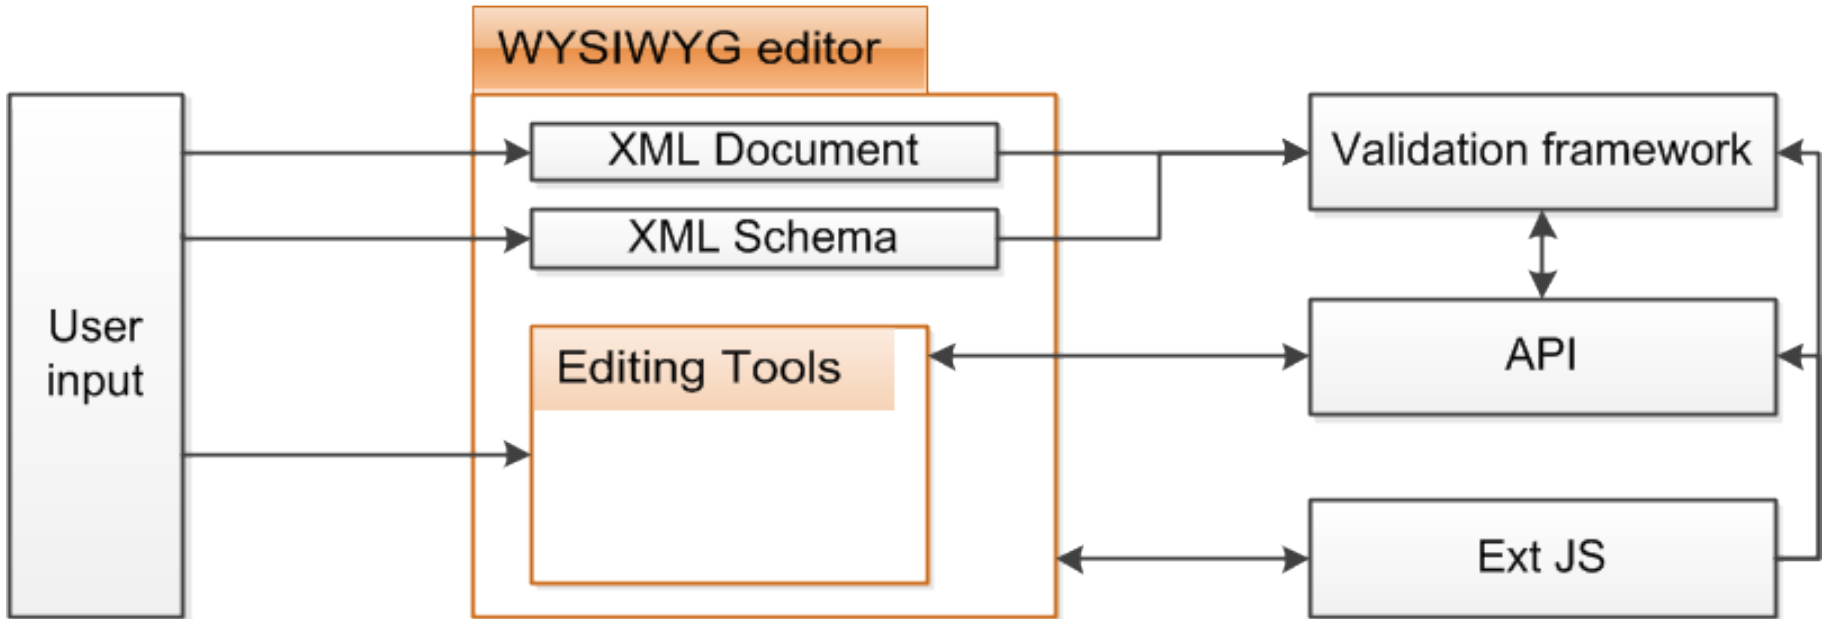 WYSIWYG editor
XML Document
Validation framework
XML Schema
User
input
Editing Tools
API
Ext JS